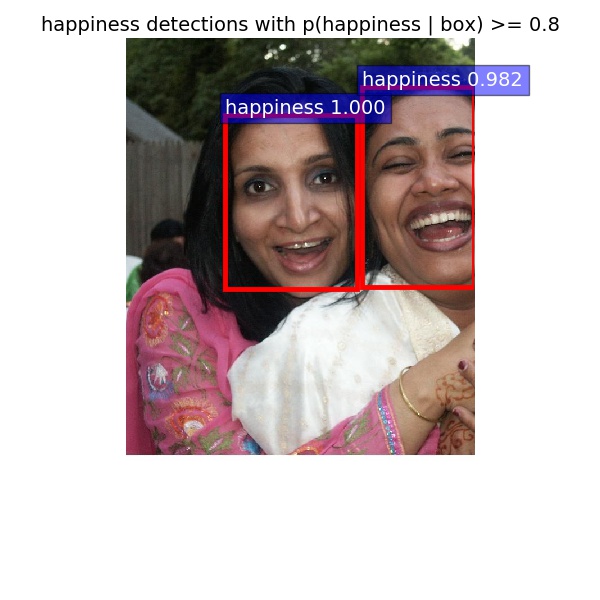 happiness detections with p(happiness | box) >= 0.8
happiness 0.982
happiness 1.000